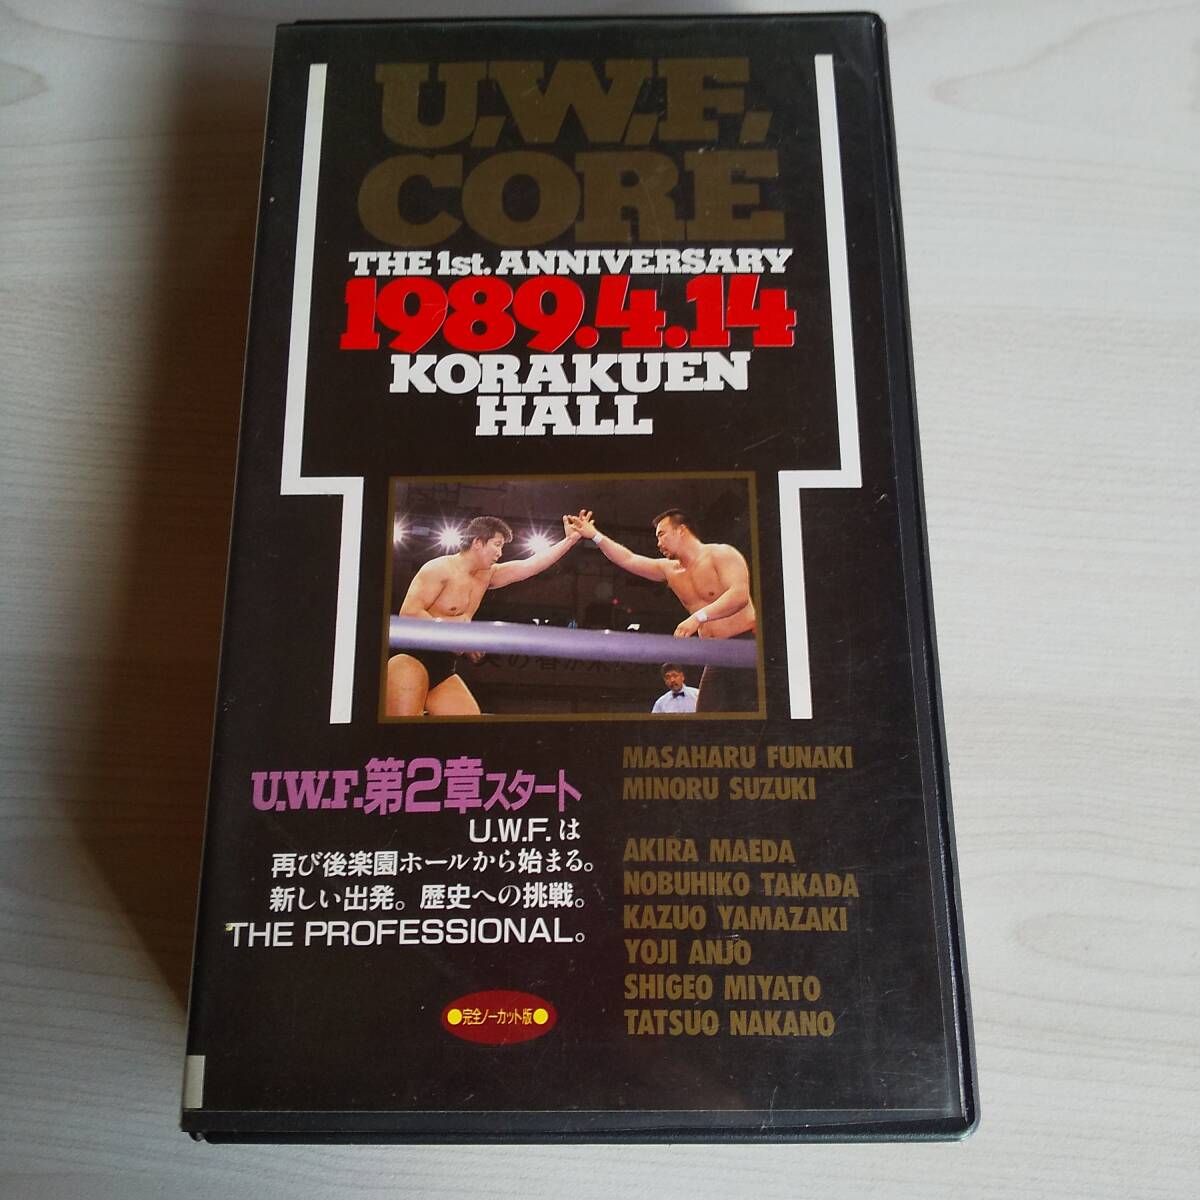 U.W.F.
CORE
THE 1st. ANNIVERSARY
1989.4.14
KORAKUEN
HALL
U.W.F.第2章スタート
U.W.F.は
再び後楽園ホールから始まる。
新しい出発。歴史への挑戦。
THE PROFESSIONAL。
●完全ノーカット版●
MASAHARU FUNAKI
MINORU SUZUKI
AKIRA MAEDA
NOBUHIKO TAKADA
KAZUO YAMAZAKI
YOJI ANJO
SHIGEO MIYATO
TATSUO NAKANO